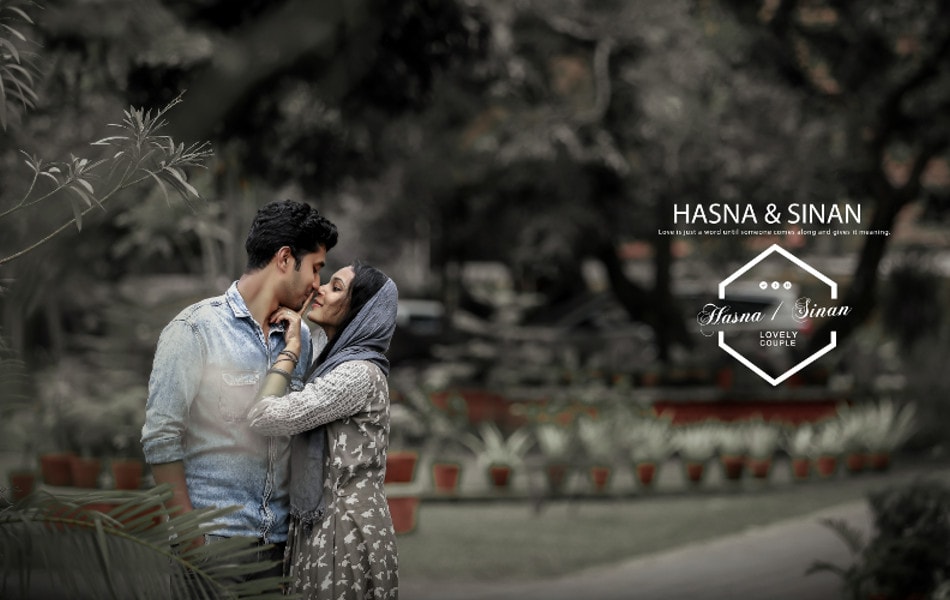 HASNA & SINAN
Love is just a word until someone comes along and gives it meaning.
Hasna / Sinan
LOVELY
COUPLE